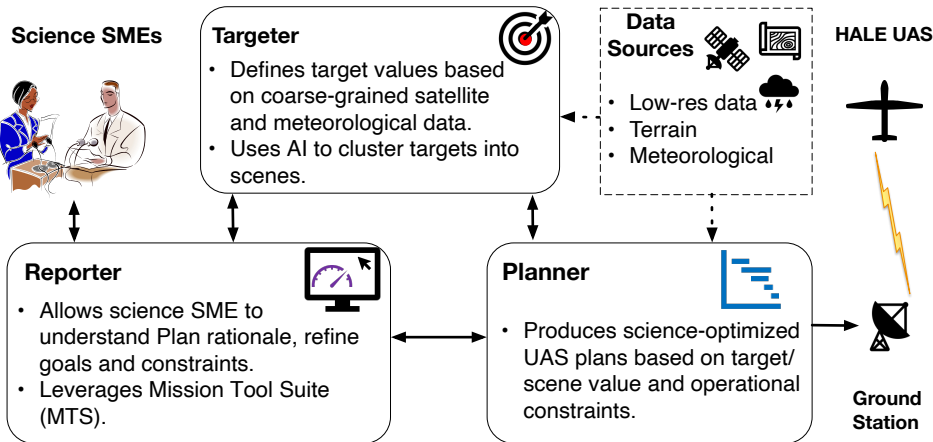 Science SMEs
Targeter
• Defines target values based
on coarse-grained satellite
and meteorological data.
• Uses AI to cluster targets into
scenes.
Data
Sources
• Low-res data
• Terrain
• Meteorological
HALE UAS
Reporter
• Allows science SME to
understand Plan rationale, refine
goals and constraints.
• Leverages Mission Tool Suite
(MTS).
Planner
• Produces science-optimized
UAS plans based on target/
scene value and operational
constraints.
Ground
Station